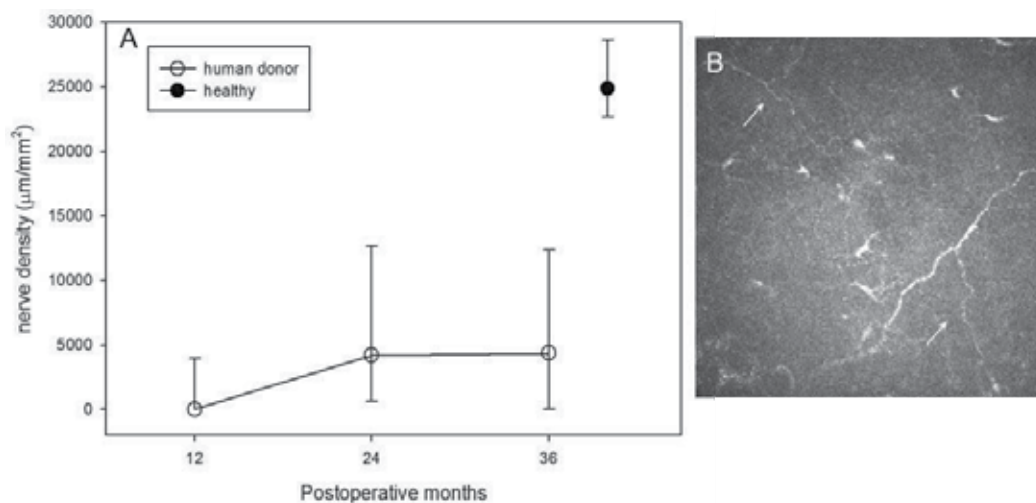 30000
A
human donor
healthy
25000
20000
15000
10000
5000
0
nerve density (μm/mm²)
12
24
36
Postoperative months
B